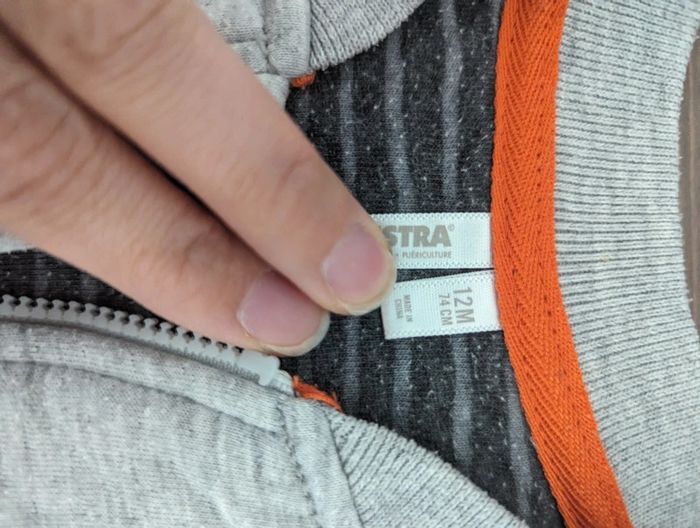 STRA®
PUÉRICULTURE
12M
74 CM
MADE IN
CHINA